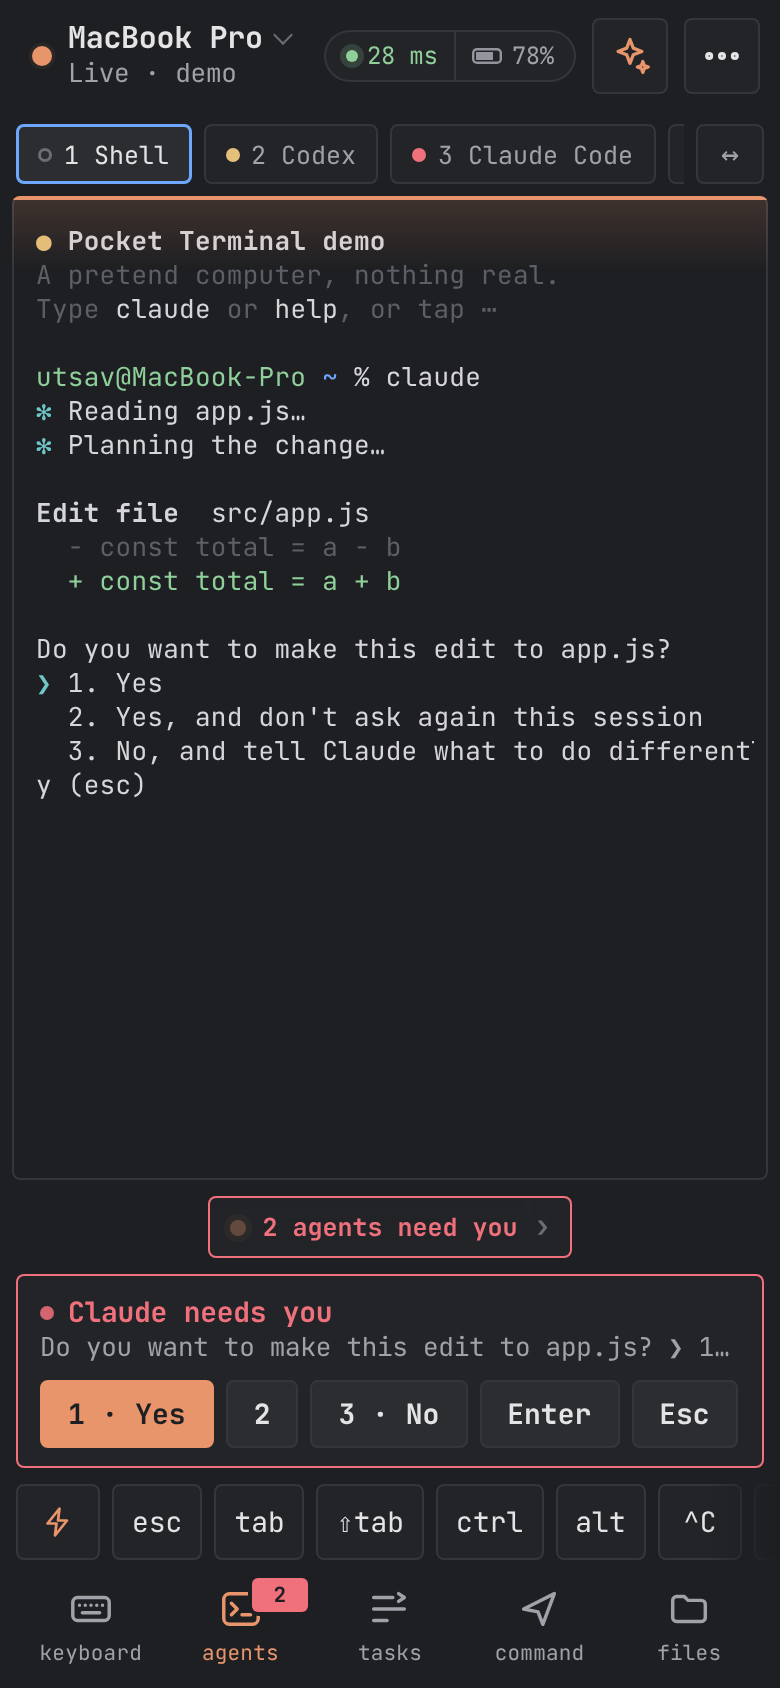 MacBook Pro
Live · demo
28 ms
78%
1 Shell
2 Codex
3 Claude Code
↔
Pocket Terminal demo
A pretend computer, nothing real.
Type claude or help, or tap ⋯
utsav@MacBook-Pro ~ % claude
✻ Reading app.js…
✻ Planning the change…
Edit file  src/app.js
- const total = a - b
+ const total = a + b
Do you want to make this edit to app.js?
❯ 1. Yes
2. Yes, and don't ask again this session
3. No, and tell Claude what to do differentl
y (esc)
2 agents need you ❯
Claude needs you
Do you want to make this edit to app.js? ❯ 1…
1 · Yes
2
3 · No
Enter
Esc
esc
tab
⇧tab
ctrl
alt
^C
2
keyboard
agents
tasks
command
files